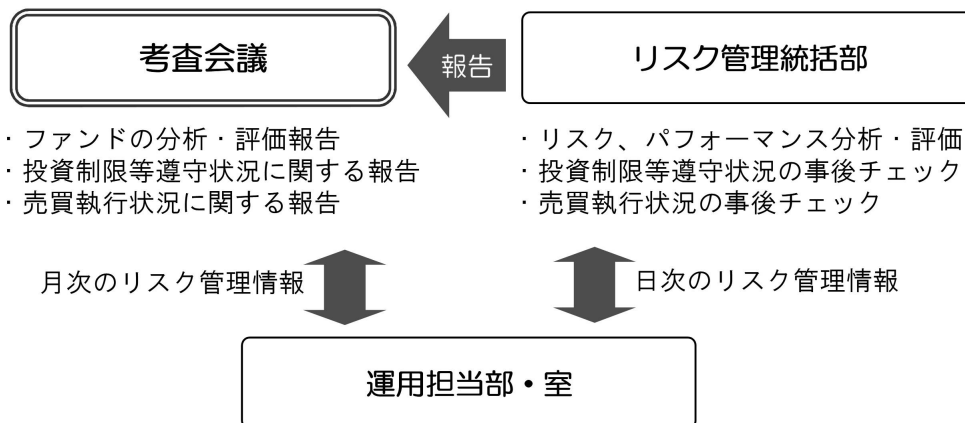 考査会議
報告
リスク管理統括部
・ファンドの分析・評価報告
・投資制限等遵守状況に関する報告
・売買執行状況に関する報告
・リスク、パフォーマンス分析・評価
・投資制限等遵守状況の事後チェック
・売買執行状況の事後チェック
月次のリスク管理情報
日次のリスク管理情報
運用担当部・室